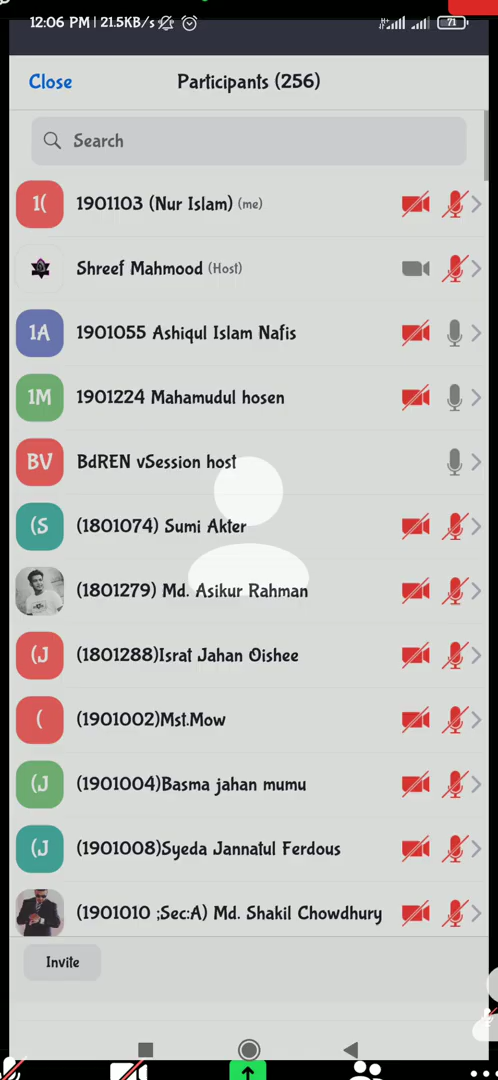 12:06 PM | 21.5KB/s 71
Close Participants (256)
Search
1( 1901103 (Nur Islam) (me)
Shreef Mahmood (Host)
1A 1901055 Ashiqul Islam Nafis
1M 1901224 Mahamudul hosen
BV BdREN vSession host
(S (1801074) Sumi Akter
(1801279) Md. Asikur Rahman
(J (1801288)Israt Jahan Oishee
( (1901002)Mst.Mow
(J (1901004)Basma jahan mumu
(J (1901008)Syeda Jannatul Ferdous
(1901010 ;Sec:A) Md. Shakil Chowdhury
Invite